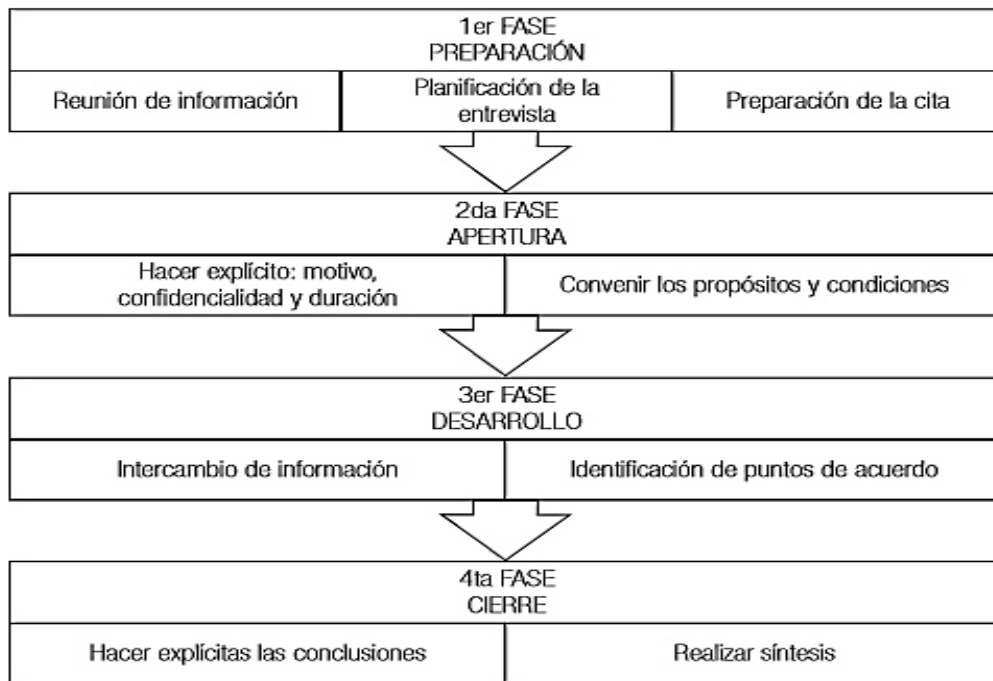 1er FASE
PREPARACIÓN
Reunión de información
Planificación de la
entrevista
Preparación de la cita
2da FASE
APERTURA
Hacer explícito: motivo,
confidencialidad y duración
Convenir los propósitos y condiciones
3er FASE
DESARROLLO
Intercambio de información
Identificación de puntos de acuerdo
4ta FASE
CIERRE
Hacer explícitas las conclusiones
Realizar síntesis